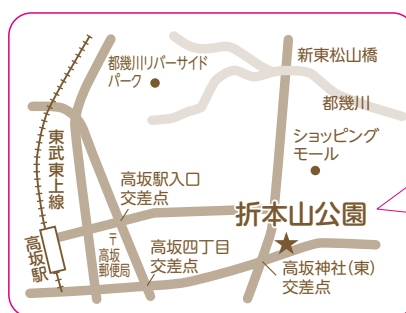 都幾川リバーサイド
パーク
新東松山橋
都幾川
ショッピング
モール
東武東上線
高坂駅入口
交差点
折本山公園
高坂駅
〒
高坂
郵便局
高坂四丁目
交差点
高坂神社(東)
交差点